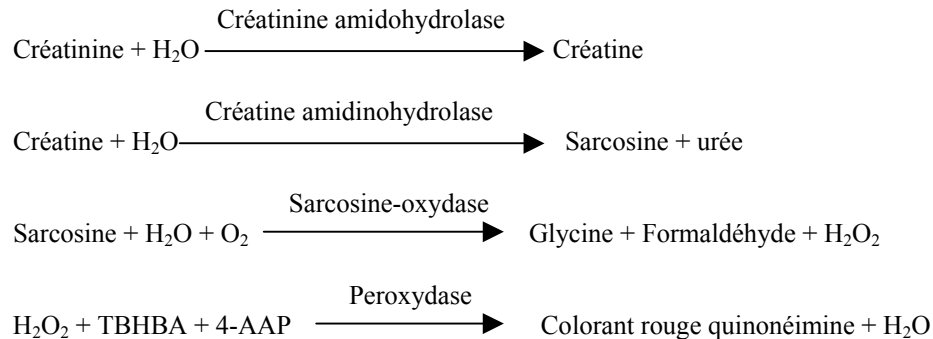 Créatinine amidohydrolase
Créatinine + H₂O Créatine
Créatine amidinohydrolase
Créatine + H₂O Sarcosine + urée
Sarcosine-oxydase
Sarcosine + H₂O + O₂ Glycine + Formaldéhyde + H₂O₂
Peroxydase
H₂O₂ + TBHBA + 4-AAP Colorant rouge quinonéimine + H₂O